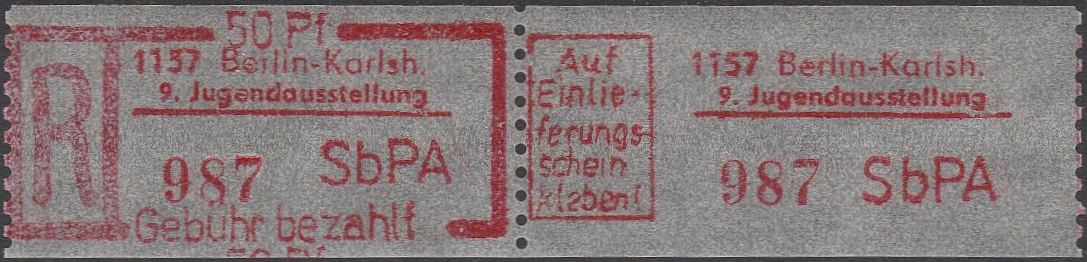 50 Pf
R
1157 Berlin-Karlsh.
9. Jugendausstellung
987 SbPA
Gebühr bezahlt
50 Pf
Auf
Einlie-
ferungs-
schein
kleben!
1157 Berlin-Karlsh.
9. Jugendausstellung
987 SbPA